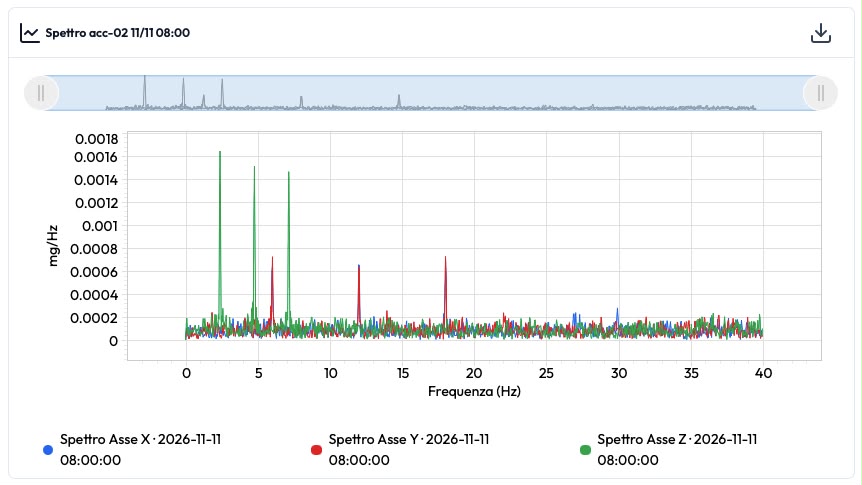 Spettro acc-02 11/11 08:00
0.0018
0.0016
0.0014
0.0012
0.001
0.0008
0.0006
0.0004
0.0002
0
mg/Hz
0 5 10 15 20 25 30 35 40
Frequenza (Hz)
Spettro Asse X · 2026-11-11
08:00:00
Spettro Asse Y · 2026-11-11
08:00:00
Spettro Asse Z · 2026-11-11
08:00:00